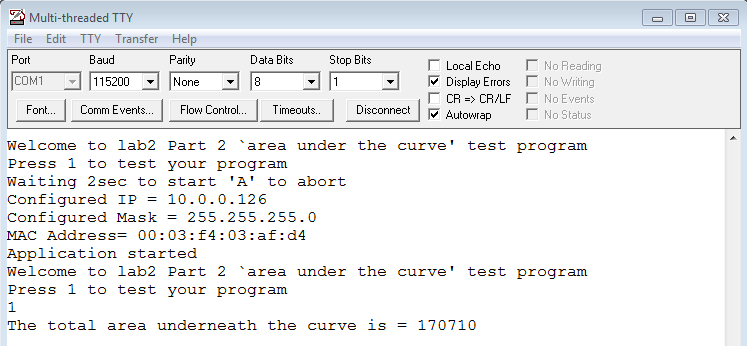 Multi-threaded TTY
File Edit TTY Transfer Help
Port Baud Parity Data Bits Stop Bits
COM1 115200 None 8 1
Font... Comm Events... Flow Control... Timeouts.. Disconnect
Local Echo No Reading
Display Errors No Writing
CR => CR/LF No Events
Autowrap No Status
Welcome to lab2 Part 2 `area under the curve' test program
Press 1 to test your program
Waiting 2sec to start 'A' to abort
Configured IP = 10.0.0.126
Configured Mask = 255.255.255.0
MAC Address= 00:03:f4:03:af:d4
Application started
Welcome to lab2 Part 2 `area under the curve' test program
Press 1 to test your program
1
The total area underneath the curve is = 170710